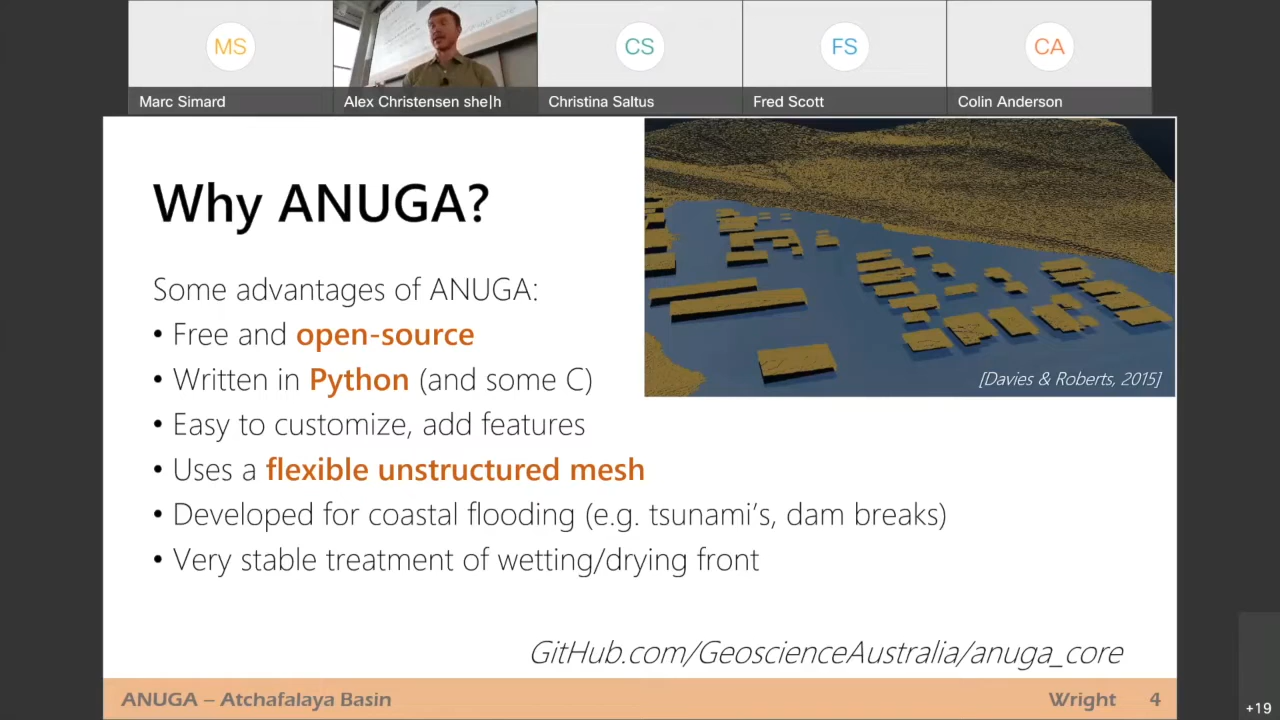 MS
CS
FS
CA
Marc Simard
Alex Christensen she|h
Christina Saltus
Fred Scott
Colin Anderson
Why ANUGA?
Some advantages of ANUGA:
• Free and open-source
• Written in Python (and some C)
• Easy to customize, add features
• Uses a flexible unstructured mesh
• Developed for coastal flooding (e.g. tsunami's, dam breaks)
• Very stable treatment of wetting/drying front
[Davies & Roberts, 2015]
GitHub.com/GeoscienceAustralia/anuga_core
ANUGA – Atchafalaya Basin
Wright 4
+19